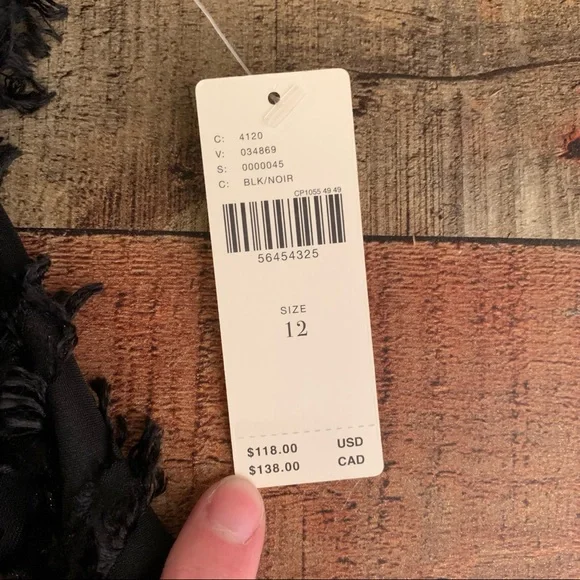 C: 4120
V: 034869
S: 0000045
C: BLK/NOIR
CP1055 49 49
56454325
SIZE
12
$118.00 USD
$138.00 CAD